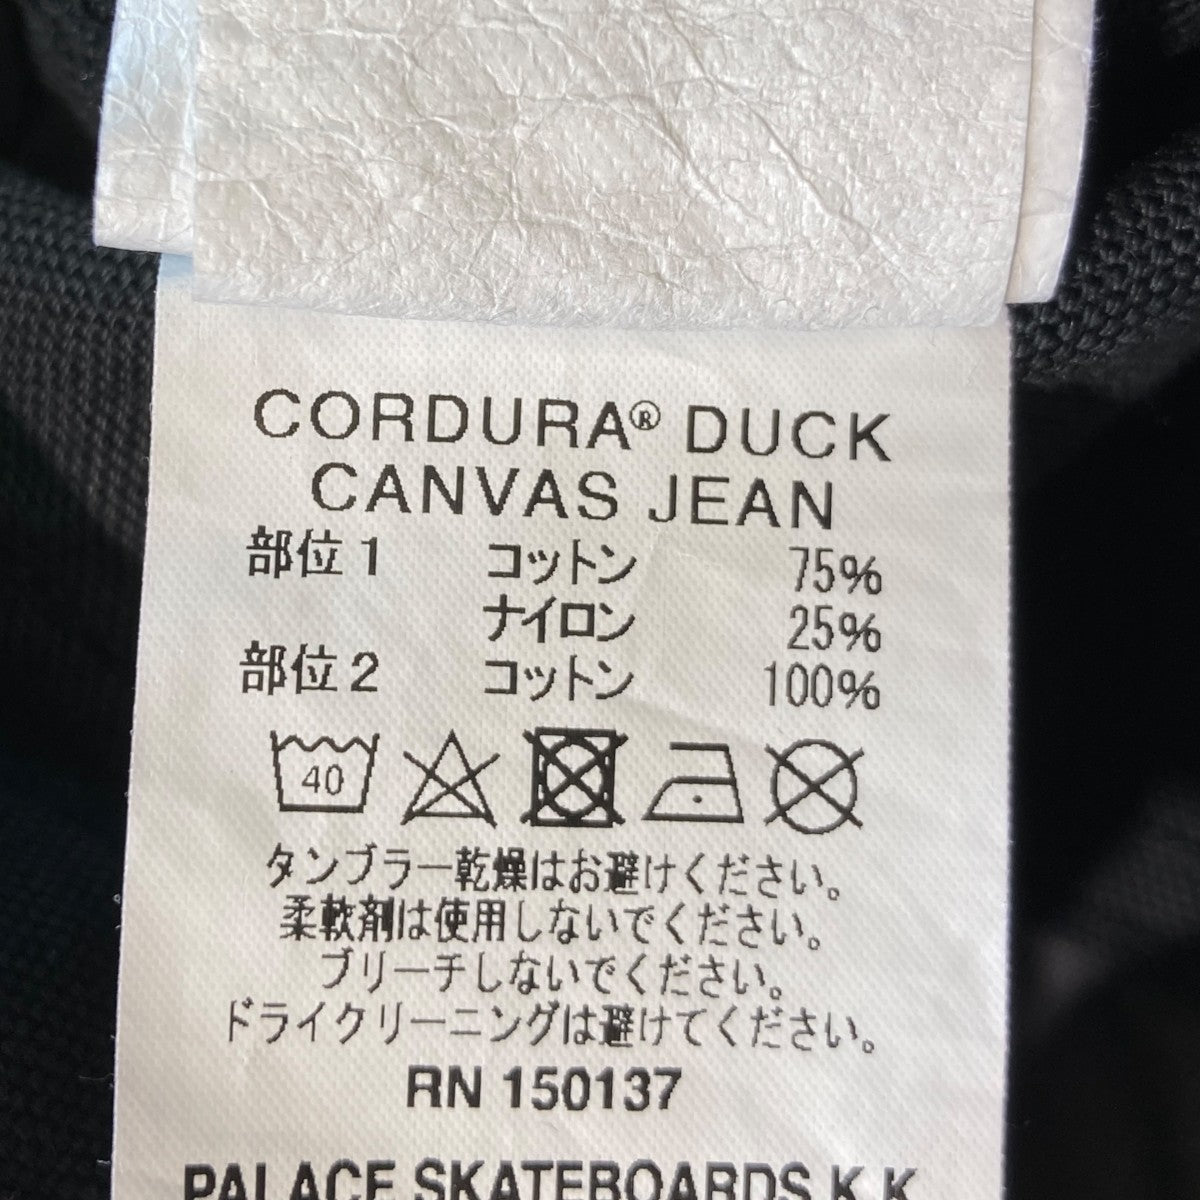 CORDURA® DUCK
CANVAS JEAN
部位1 コットン 75%
ナイロン 25%
部位2 コットン 100%
40
タンブラー乾燥はお避けください。
柔軟剤は使用しないでください。
ブリーチしないでください。
ドライクリーニングは避けてください。
RN 150137
PALACE SKATEBOARDS K.K